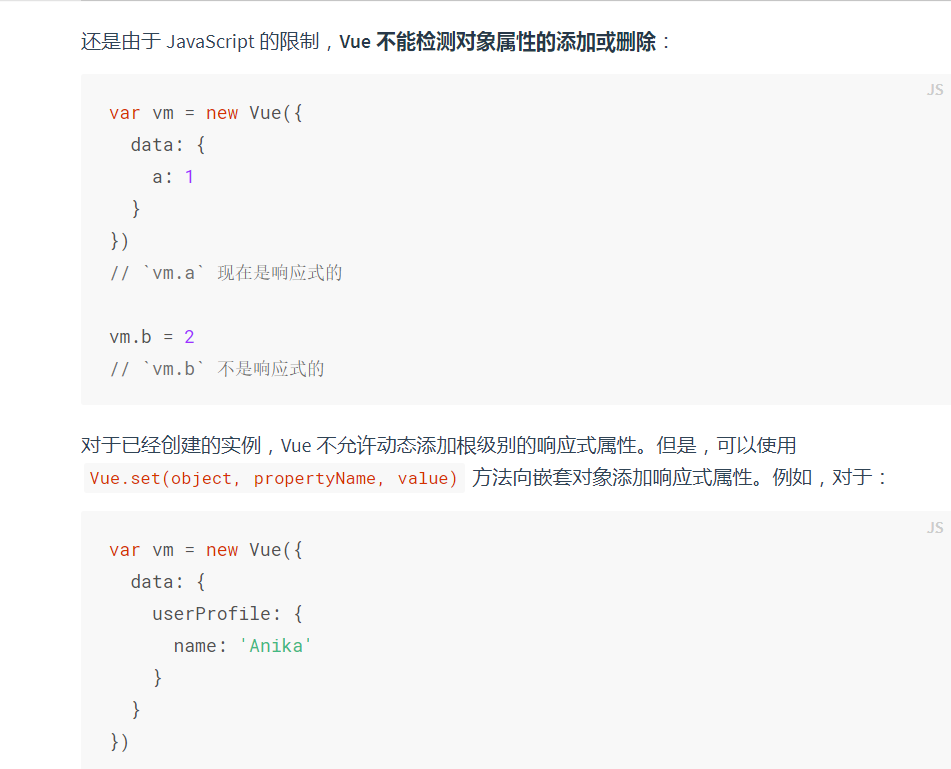 还是由于 JavaScript 的限制，Vue 不能检测对象属性的添加或删除：
JS
var vm = new Vue({
  data: {
    a: 1
  }
})
// `vm.a` 现在是响应式的

vm.b = 2
// `vm.b` 不是响应式的
对于已经创建的实例，Vue 不允许动态添加根级别的响应式属性。但是，可以使用
Vue.set(object, propertyName, value) 方法向嵌套对象添加响应式属性。例如，对于：
JS
var vm = new Vue({
  data: {
    userProfile: {
      name: 'Anika'
    }
  }
})